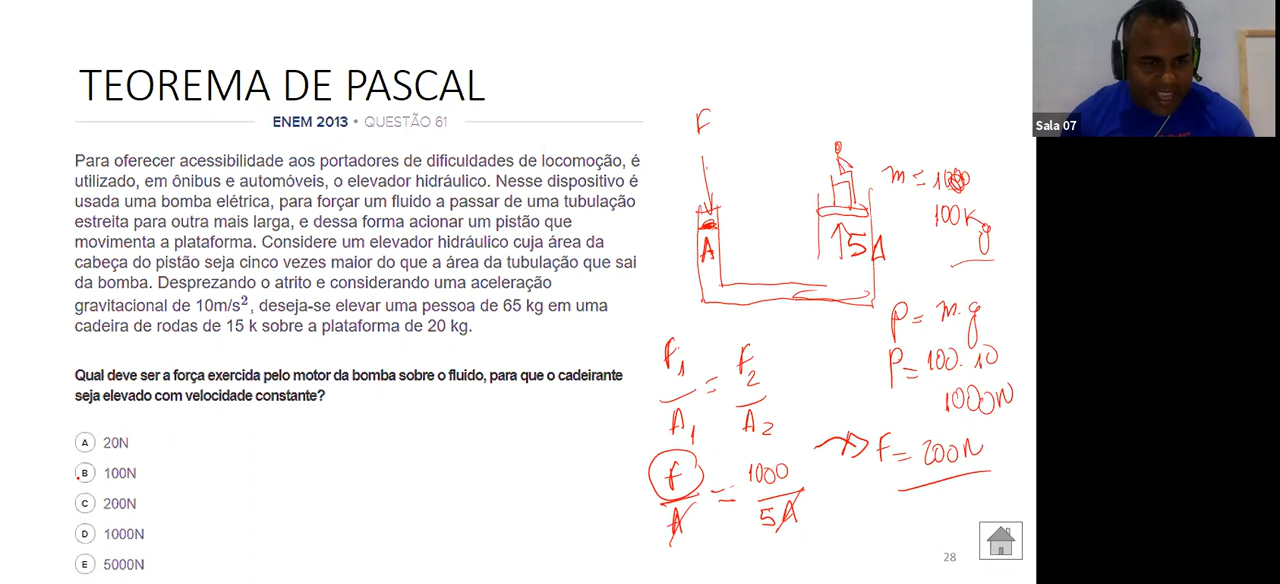 TEOREMA DE PASCAL
ENEM 2013 • QUESTÃO 61
Para oferecer acessibilidade aos portadores de dificuldades de locomoção, é
utilizado, em ônibus e automóveis, o elevador hidráulico. Nesse dispositivo é
usada uma bomba elétrica, para forçar um fluido a passar de uma tubulação
estreita para outra mais larga, e dessa forma acionar um pistão que
movimenta a plataforma. Considere um elevador hidráulico cuja área da
cabeça do pistão seja cinco vezes maior do que a área da tubulação que sai
da bomba. Desprezando o atrito e considerando uma aceleração
gravitacional de 10m/s², deseja-se elevar uma pessoa de 65 kg em uma
cadeira de rodas de 15 k sobre a plataforma de 20 kg.
Qual deve ser a força exercida pelo motor da bomba sobre o fluido, para que o cadeirante
seja elevado com velocidade constante?
A 20N
B 100N
C 200N
D 1000N
E 5000N
F
A
5A
m =
100Kg
P = m.g
P = 100.10
1000N
F₁/A₁ = F₂/A₂
F/A = 1000/5A
F = 200N
28
Sala 07